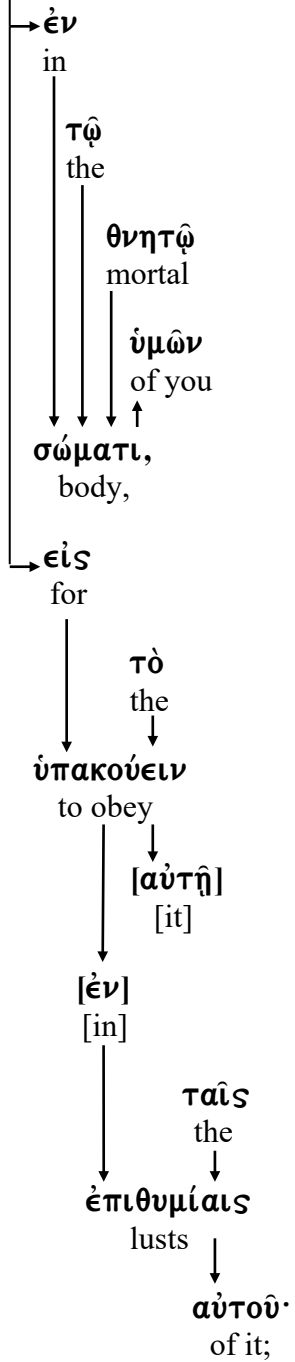 ἐν
in
τῷ
the
θνητῷ
mortal
ὑμῶν
of you
σώματι,
body,
εἰς
for
τὸ
the
ὑπακούειν
to obey
[αὐτῇ]
[it]
[ἐν]
[in]
ταῖς
the
ἐπιθυμίαις
lusts
αὐτοῦ·
of it;